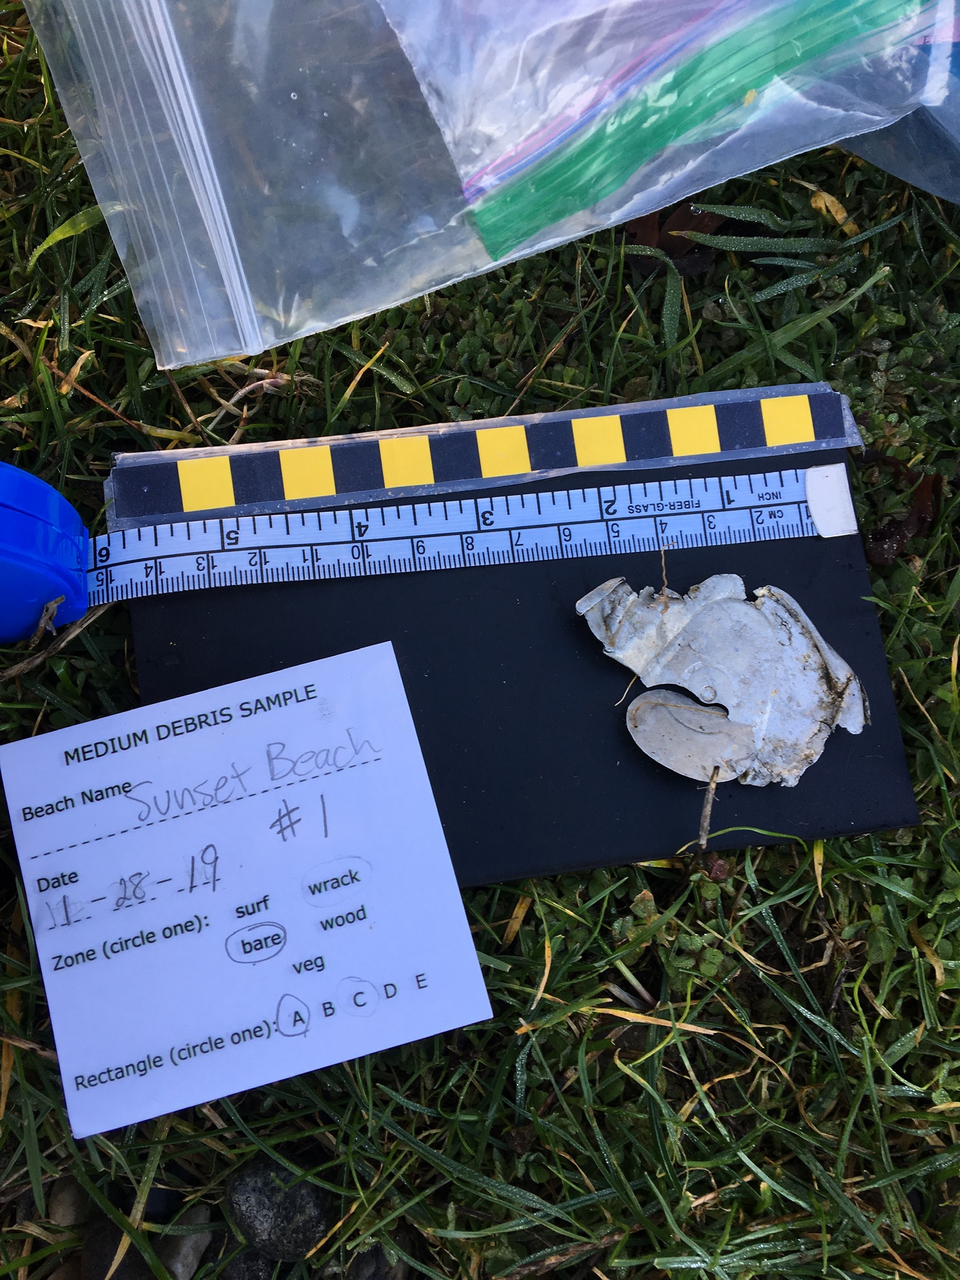 6 5 4 3 2 FIBER-GLASS 1 INCH
15 14 13 12 11 10 9 8 7 6 5 4 3 2 CM 1
MEDIUM DEBRIS SAMPLE
Beach Name Sunset Beach
#1
Date 11-28-19
Zone (circle one): surf wrack
bare wood
veg
Rectangle (circle one): A B C D E